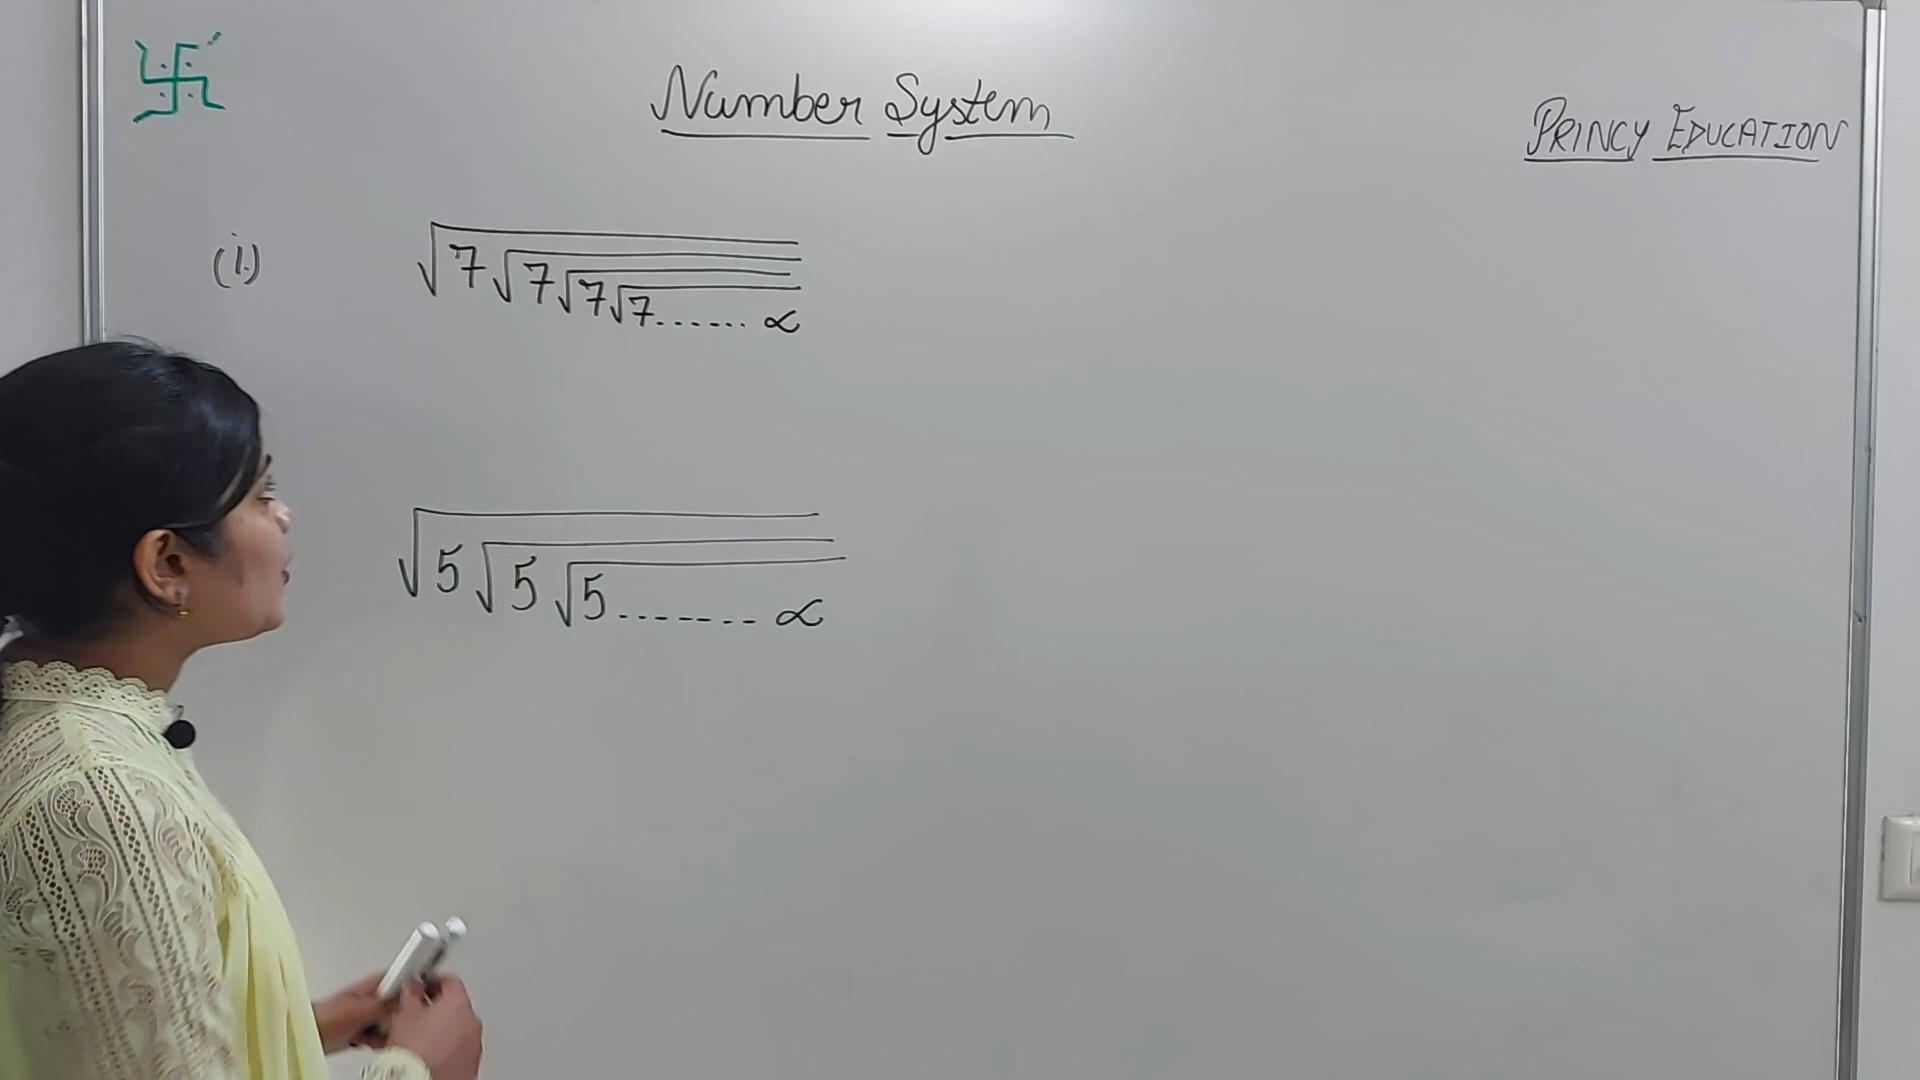 Number System
PRINCY EDUCATION
(i.) √7√7√7√7...... ∝
√5√5√5....... ∝